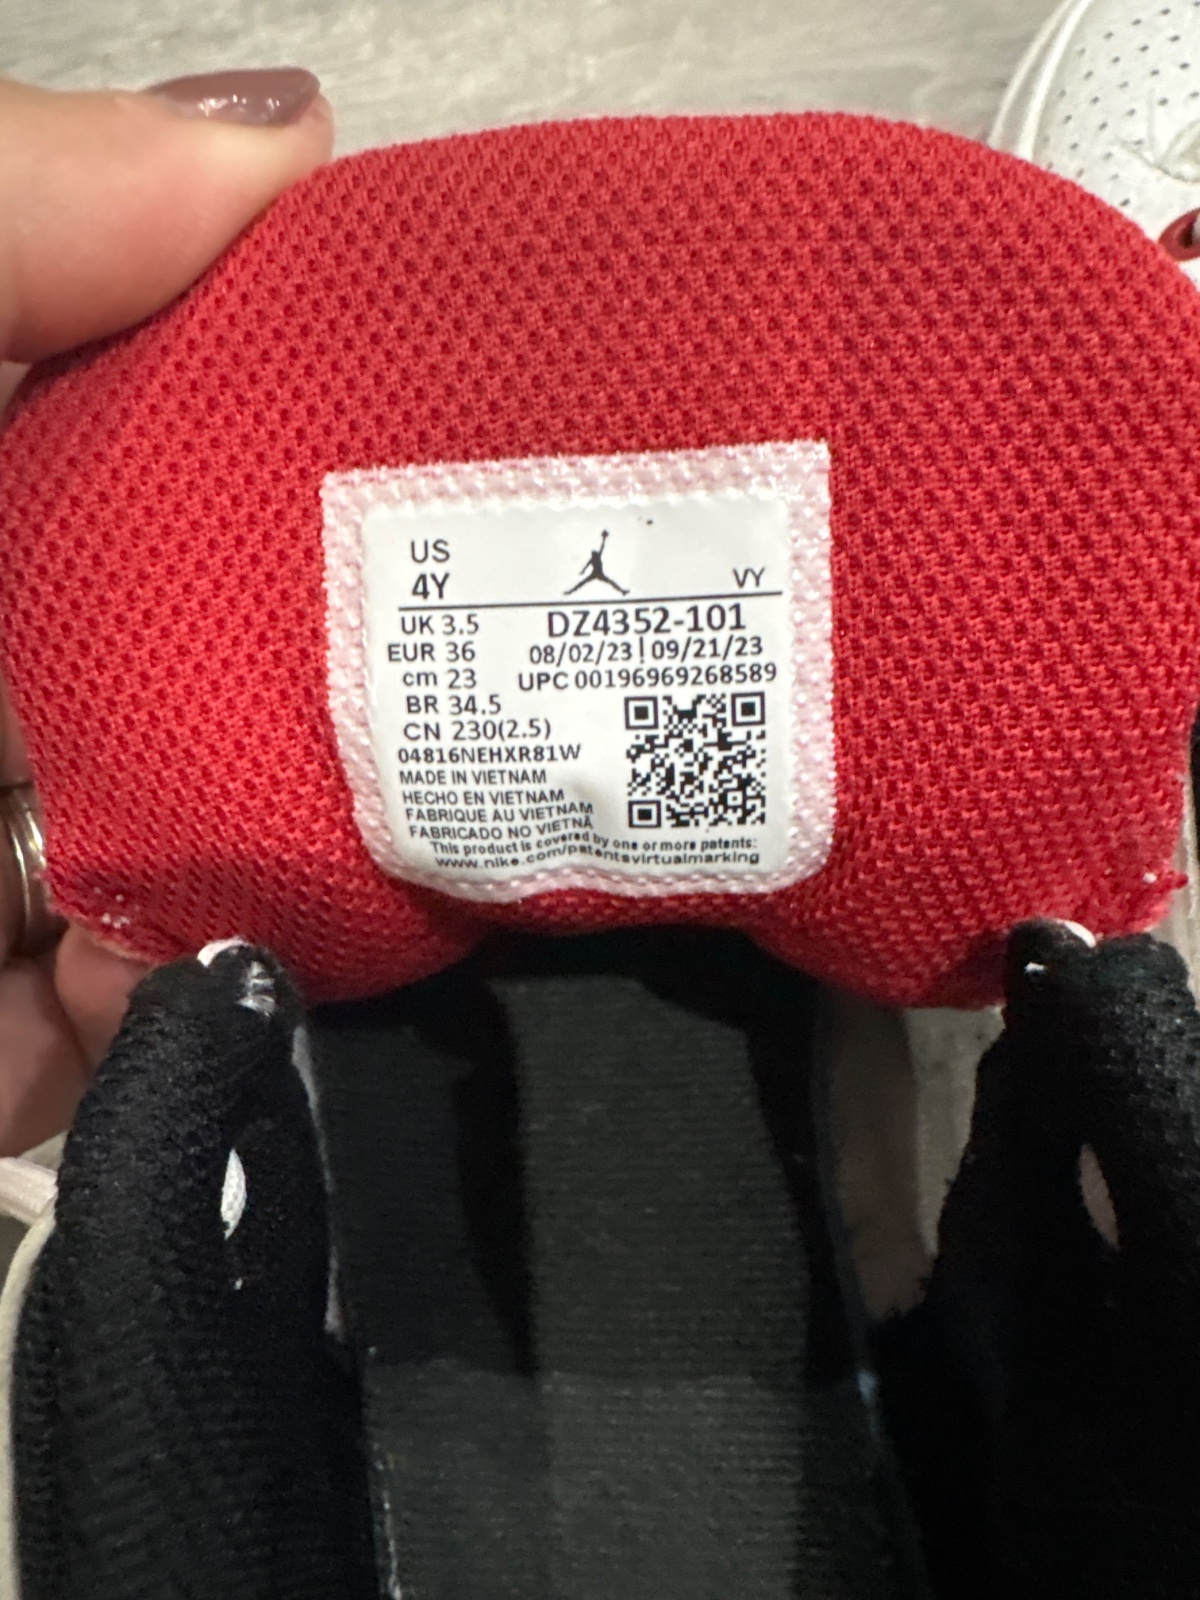 US
4Y
VY
UK 3.5
DZ4352-101
EUR 36
08/02/23 | 09/21/23
cm 23
UPC 00196969268589
BR 34.5
CN 230(2.5)
04816NEHXR81W
MADE IN VIETNAM
HECHO EN VIETNAM
FABRIQUE AU VIETNAM
FABRICADO NO VIETNÃ
This product is covered by one or more patents:
www.nike.com/patentsvirtualmarking